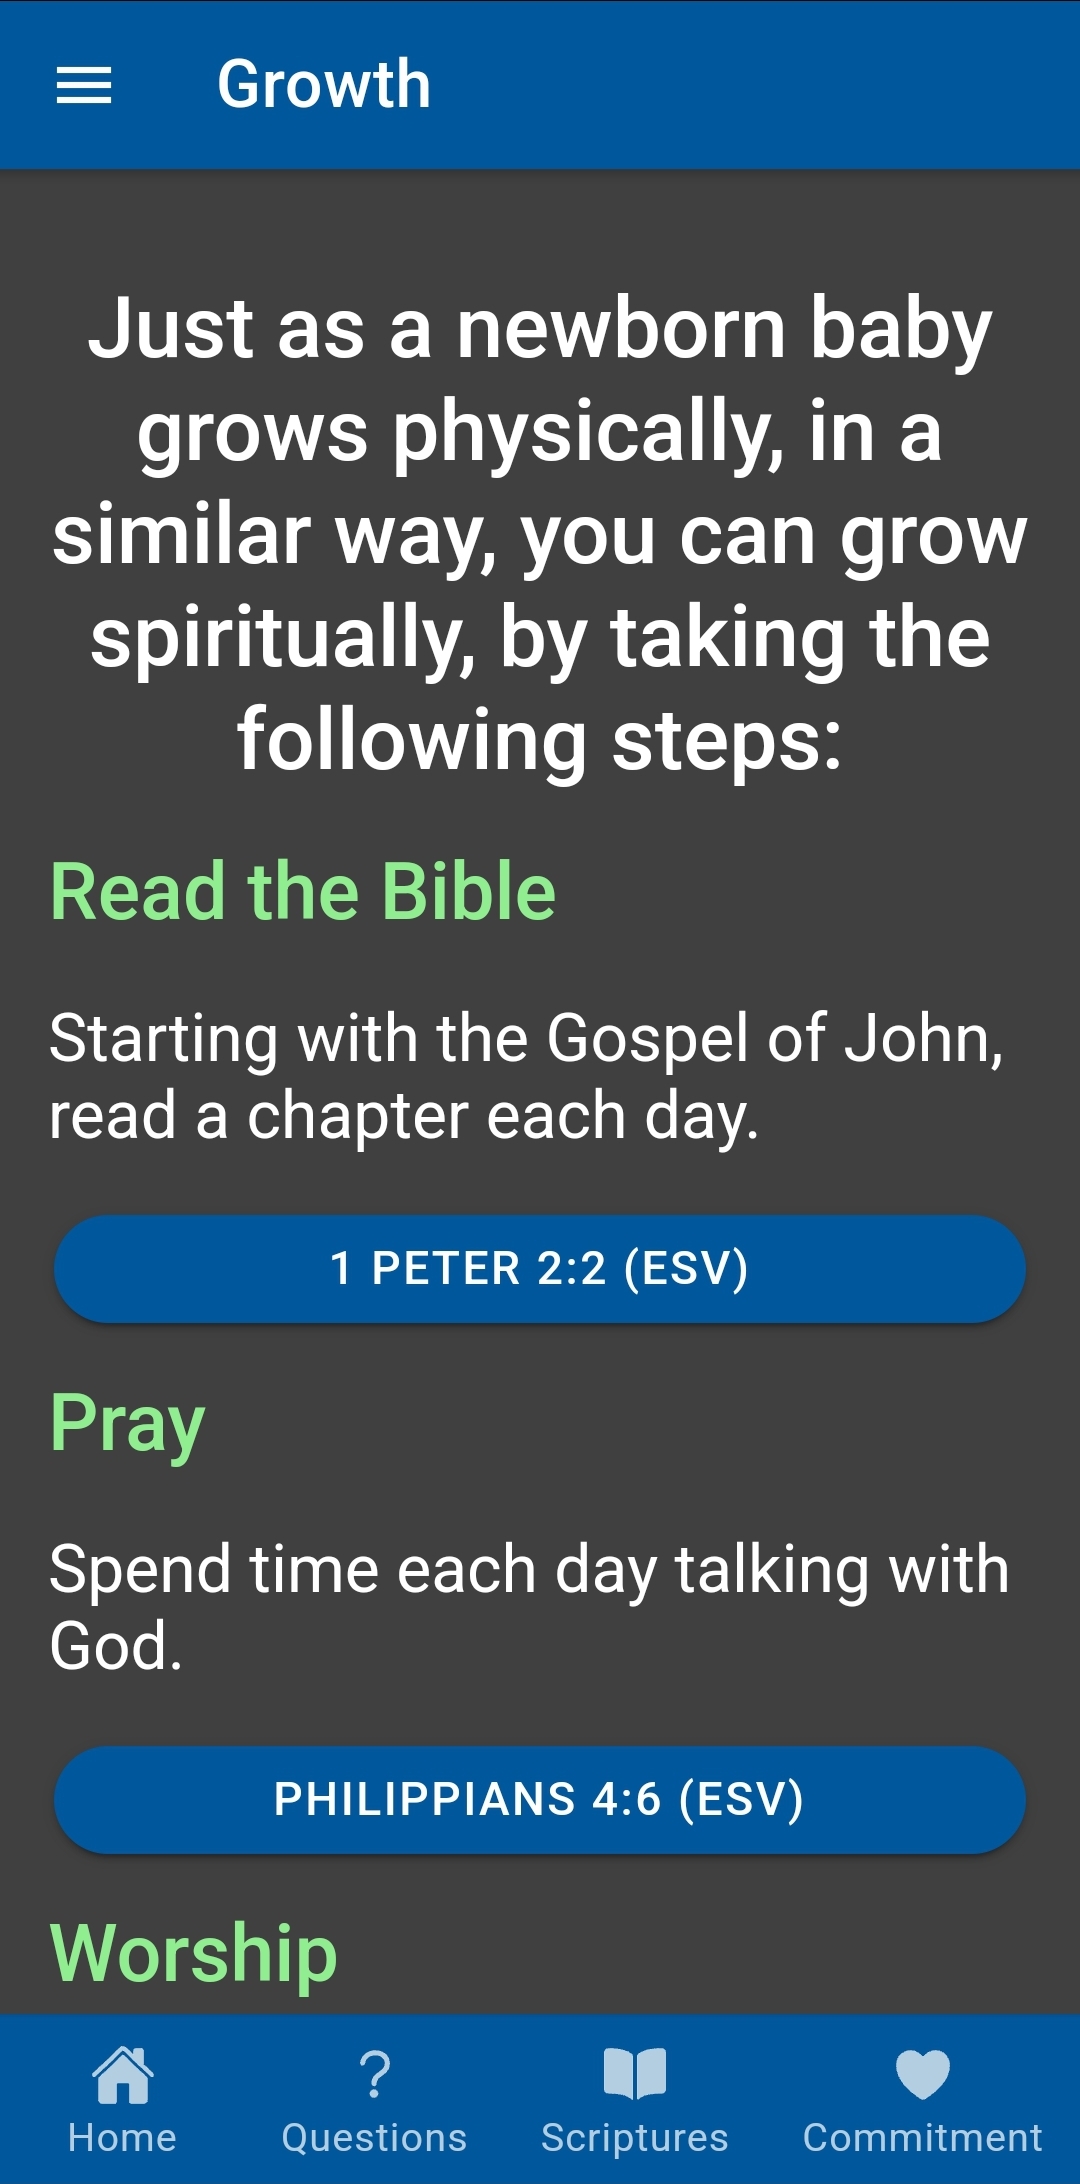 Growth
Just as a newborn baby
grows physically, in a
similar way, you can grow
spiritually, by taking the
following steps:
Read the Bible
Starting with the Gospel of John,
read a chapter each day.
1 PETER 2:2 (ESV)
Pray
Spend time each day talking with
God.
PHILIPPIANS 4:6 (ESV)
Worship
Home
Questions
Scriptures
Commitment